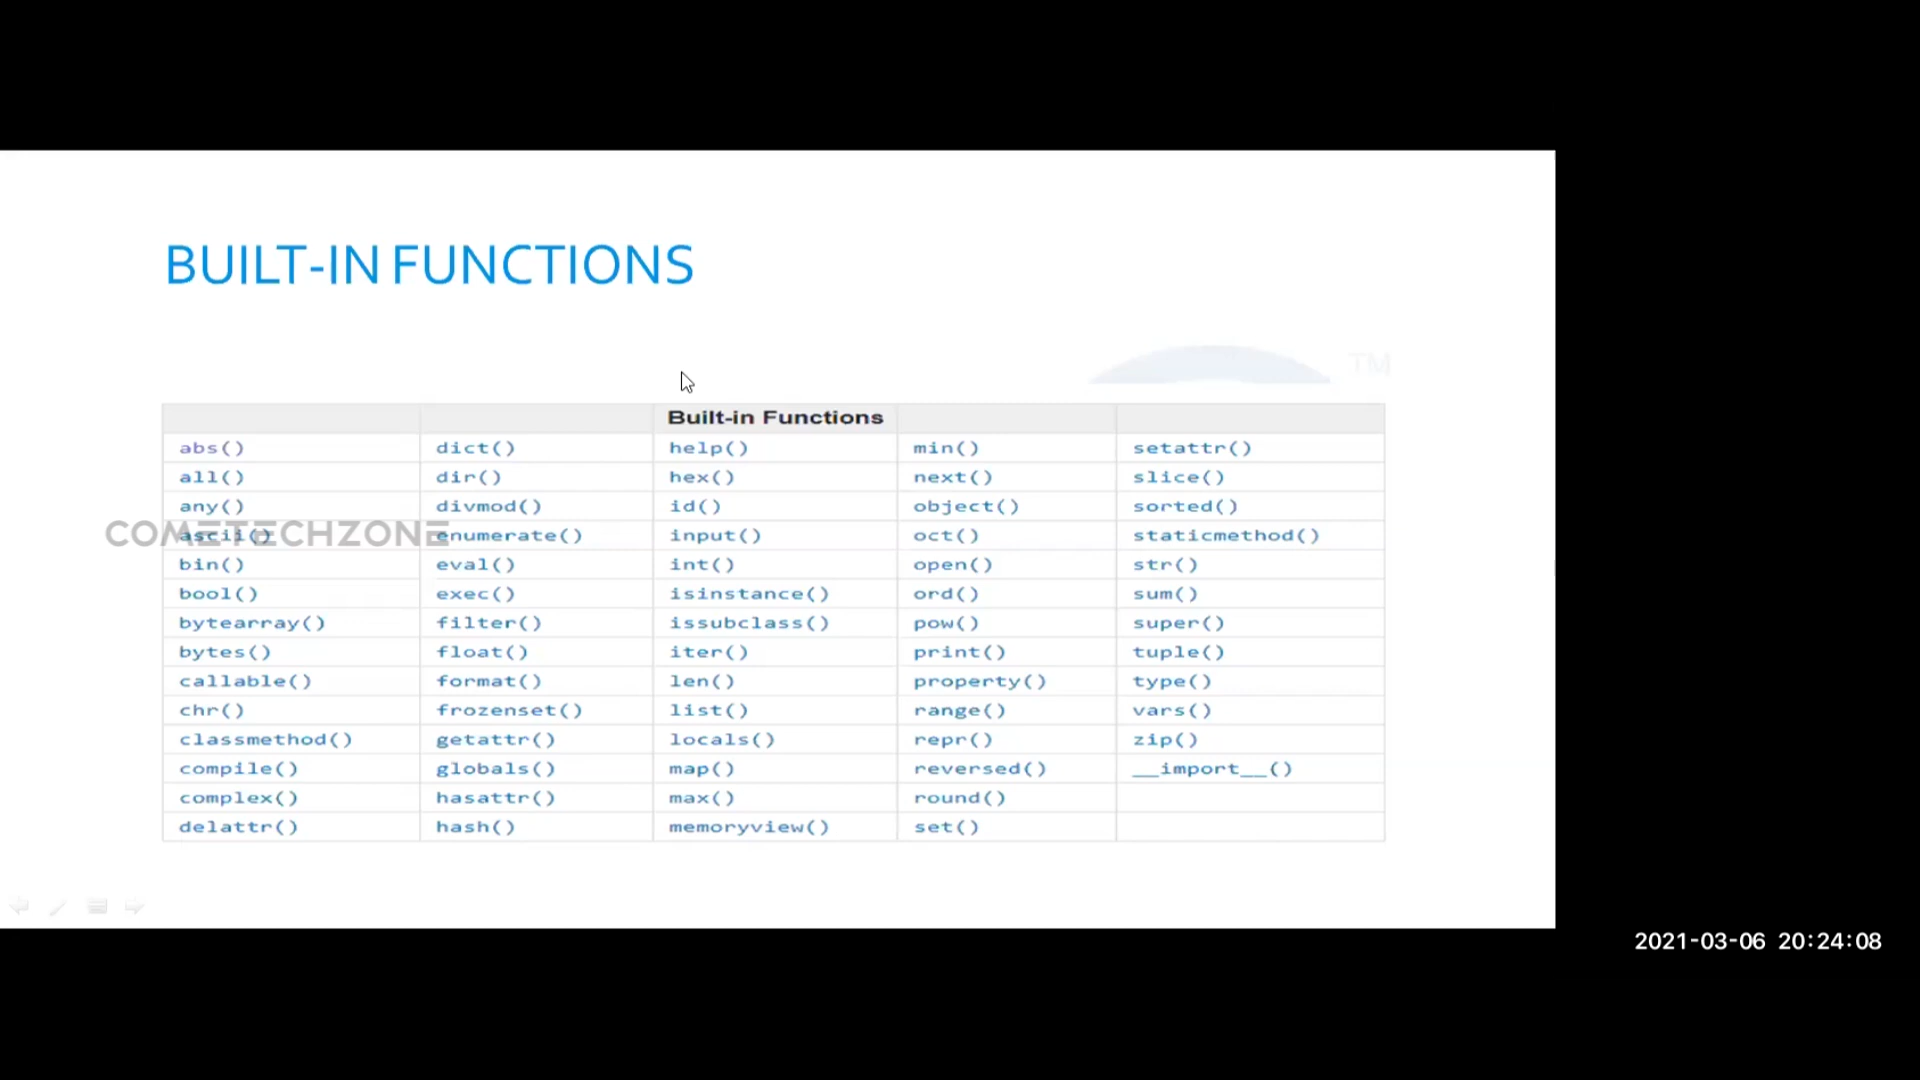 BUILT-IN FUNCTIONS
TM
Built-in Functions
abs() dict() help() min() setattr()
all() dir() hex() next() slice()
any() divmod() id() object() sorted()
COMETECHZONE
ascii() enumerate() input() oct() staticmethod()
bin() eval() int() open() str()
bool() exec() isinstance() ord() sum()
bytearray() filter() issubclass() pow() super()
bytes() float() iter() print() tuple()
callable() format() len() property() type()
chr() frozenset() list() range() vars()
classmethod() getattr() locals() repr() zip()
compile() globals() map() reversed() __import__()
complex() hasattr() max() round()
delattr() hash() memoryview() set()
2021-03-06 20:24:08